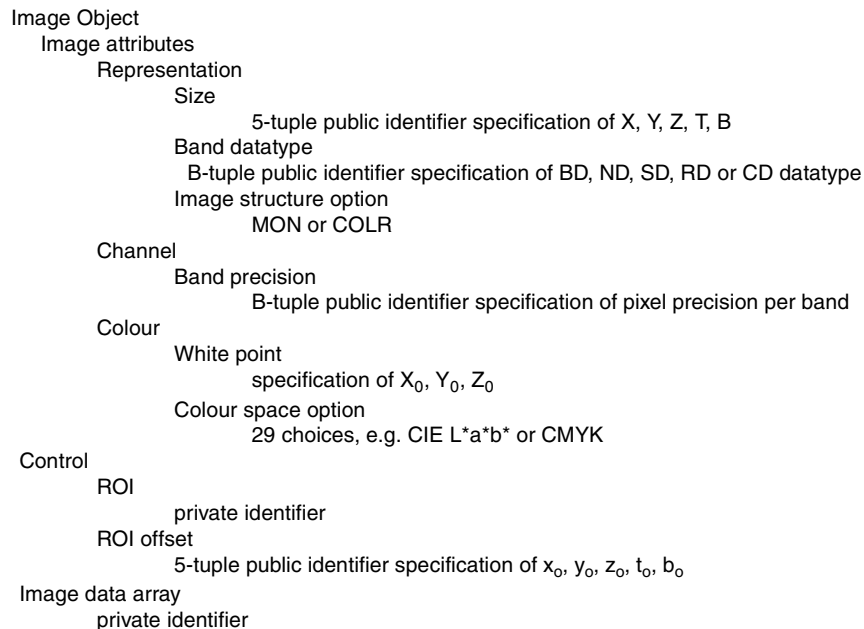 Image Object
Image attributes
Representation
Size
5-tuple public identifier specification of X, Y, Z, T, B
Band datatype
B-tuple public identifier specification of BD, ND, SD, RD or CD datatype
Image structure option
MON or COLR
Channel
Band precision
B-tuple public identifier specification of pixel precision per band
Colour
White point
specification of X₀, Y₀, Z₀
Colour space option
29 choices, e.g. CIE L*a*b* or CMYK
Control
ROI
private identifier
ROI offset
5-tuple public identifier specification of xₒ, yₒ, zₒ, tₒ, bₒ
Image data array
private identifier